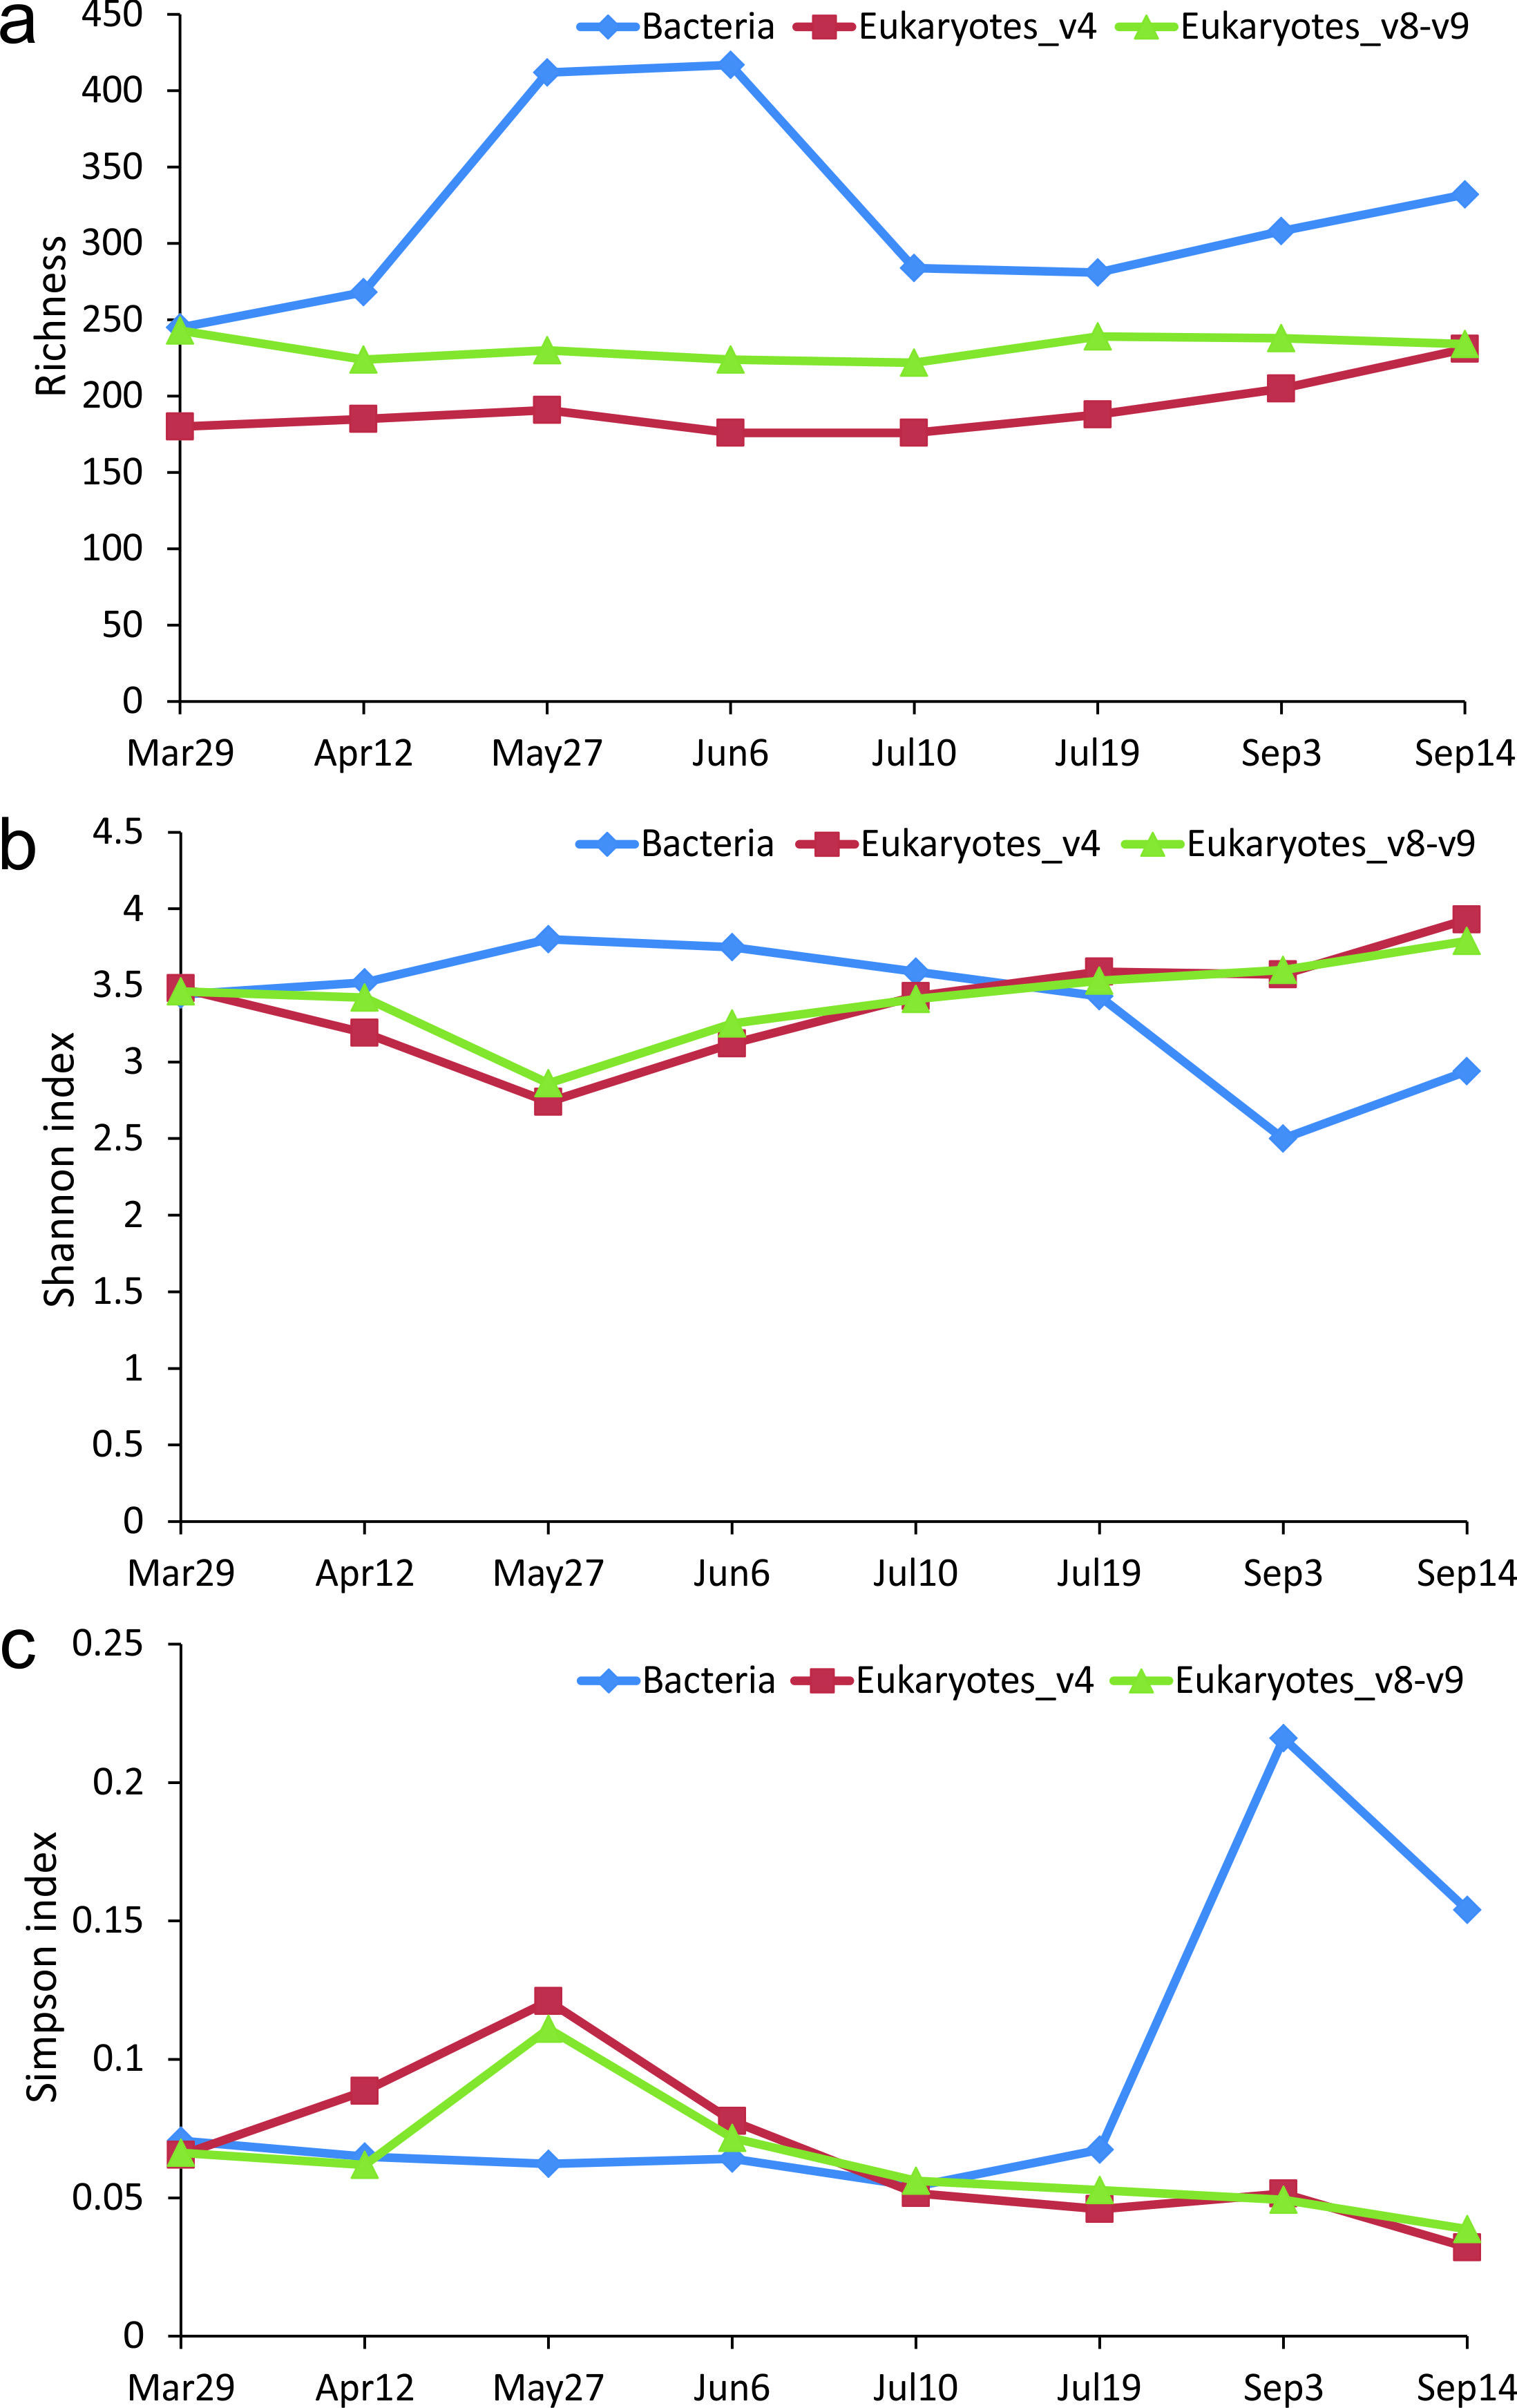 a
Bacteria Eukaryotes_v4 Eukaryotes_v8-v9
450
400
350
300
250
200
150
100
50
0
Richness
Mar29 Apr12 May27 Jun6 Jul10 Jul19 Sep3 Sep14
b
Bacteria Eukaryotes_v4 Eukaryotes_v8-v9
4.5
4
3.5
3
2.5
2
1.5
1
0.5
0
Shannon index
Mar29 Apr12 May27 Jun6 Jul10 Jul19 Sep3 Sep14
c
Bacteria Eukaryotes_v4 Eukaryotes_v8-v9
0.25
0.2
0.15
0.1
0.05
0
Simpson index
Mar29 Apr12 May27 Jun6 Jul10 Jul19 Sep3 Sep14